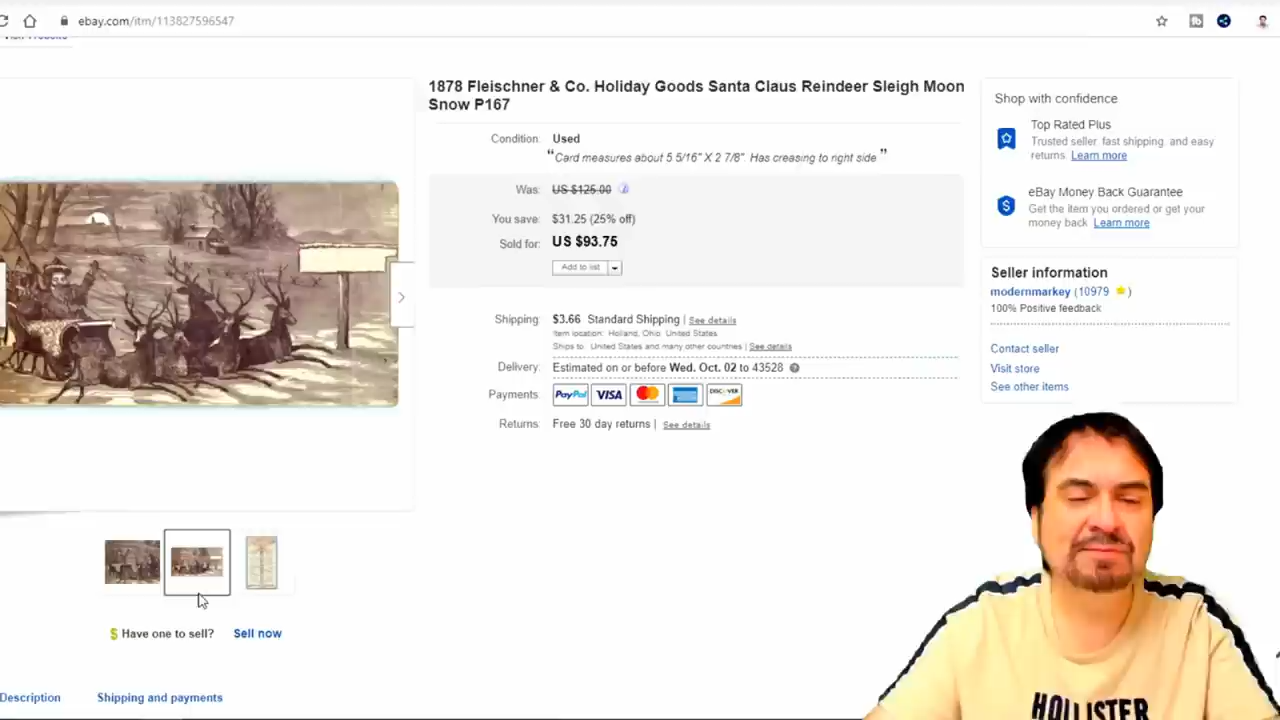 ebay.com/itm/113827596547
1878 Fleischner & Co. Holiday Goods Santa Claus Reindeer Sleigh Moon
Snow P167
Condition: Used
“Card measures about 5 5/16" X 2 7/8" Has creasing to right side”
Was: US $125.00
You save: $31.25 (25% off)
Sold for: US $93.75
Add to list
Shipping: $3.66 Standard Shipping | See details
Item location: Holland, Ohio, United States
Ships to: United States and many other countries | See details
Delivery: Estimated on or before Wed. Oct. 02 to 43528
Payments: PayPal VISA DISCOVER
Returns: Free 30 day returns | See details
Shop with confidence
Top Rated Plus
Trusted seller, fast shipping, and easy
returns. Learn more
eBay Money Back Guarantee
Get the item you ordered or get your
money back. Learn more
Seller information
modernmarkey (10979)
100% Positive feedback
Contact seller
Visit store
See other items
$ Have one to sell? Sell now
Description Shipping and payments
HOLLISTER